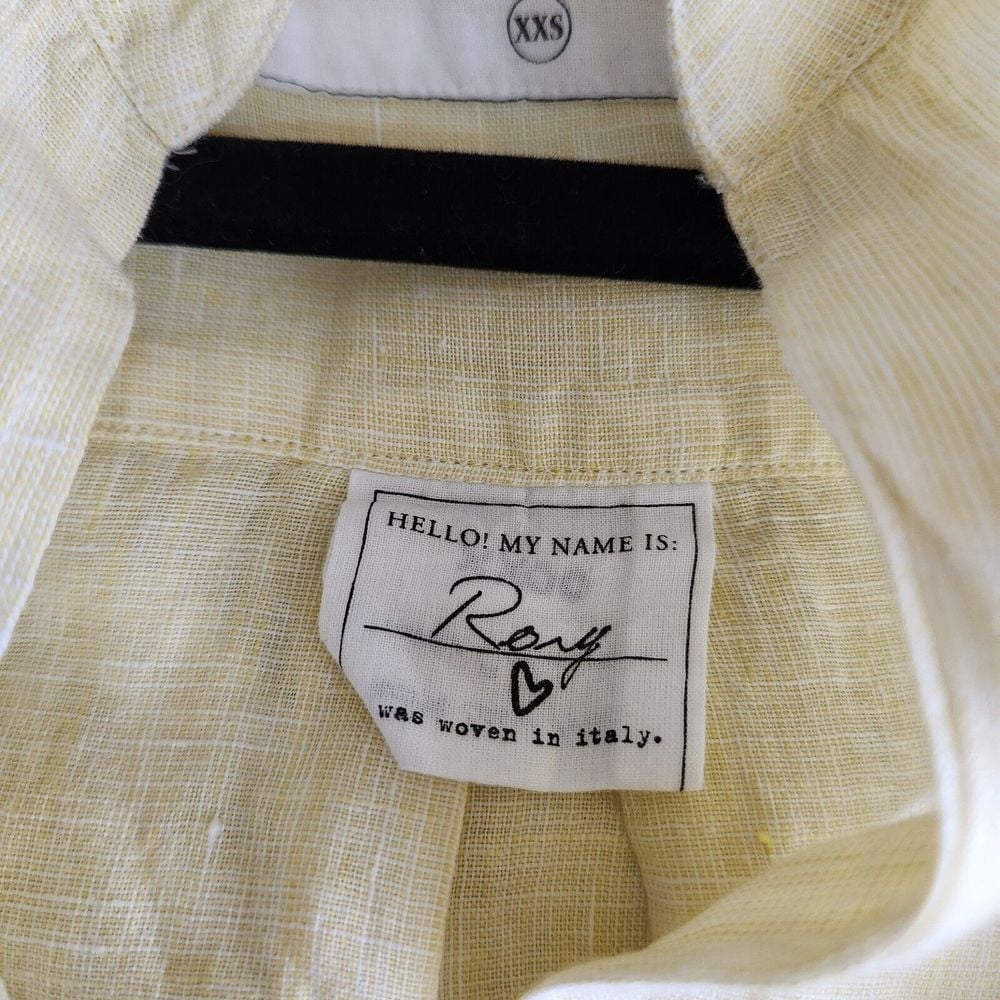 XXS
HELLO! MY NAME IS:
Rory
was woven in italy.